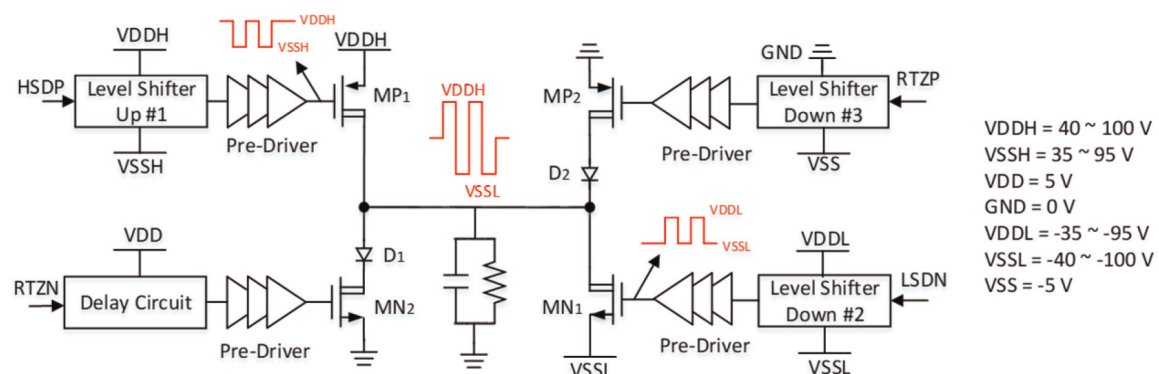 VDDH
HSDP
Level Shifter
Up #1
VSSH
Pre-Driver
VDDH
VSSH
VDDH
MP1
VDDH
VSSL
GND
MP2
RTZP
Level Shifter
Down #3
VSS
Pre-Driver
D2
VDD
RTZN
Delay Circuit
Pre-Driver
D1
MN2
VDDL
VSSL
MN1
VSSL
Pre-Driver
VDDL
LSDN
Level Shifter
Down #2
VSSL
VDDH = 40 ~ 100 V
VSSH = 35 ~ 95 V
VDD = 5 V
GND = 0 V
VDDL = -35 ~ -95 V
VSSL = -40 ~ -100 V
VSS = -5 V